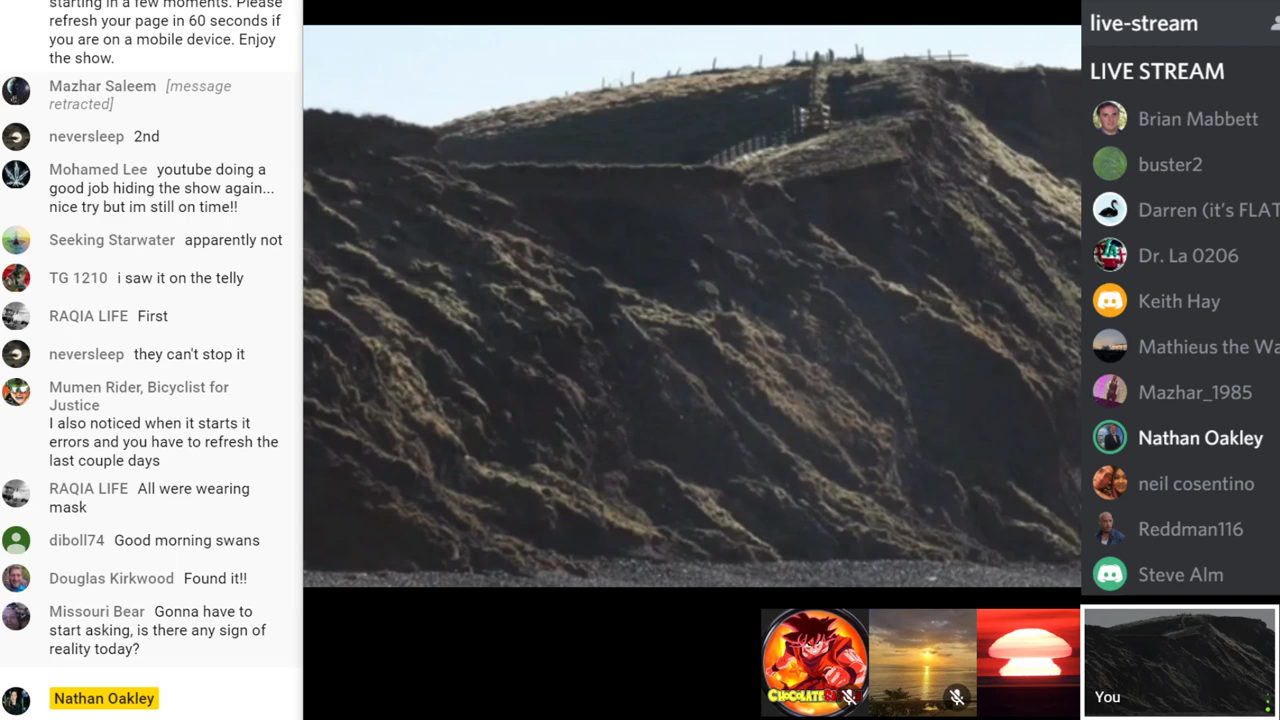 starting in a few moments. Please
refresh your page in 60 seconds if
you are on a mobile device. Enjoy
the show.
Mazhar Saleem [message
retracted]
neversleep 2nd
Mohamed Lee youtube doing a
good job hiding the show again...
nice try but im still on time!!
Seeking Starwater apparently not
TG 1210 i saw it on the telly
RAQIA LIFE First
neversleep they can't stop it
Mumen Rider, Bicyclist for
Justice
I also noticed when it starts it
errors and you have to refresh the
last couple days
RAQIA LIFE All were wearing
mask
diboll74 Good morning swans
Douglas Kirkwood Found it!!
Missouri Bear Gonna have to
start asking, is there any sign of
reality today?
Nathan Oakley
live-stream
LIVE STREAM
Brian Mabbett
buster2
Darren (it's FLAT
Dr. La 0206
Keith Hay
Mathieus the Wa
Mazhar_1985
Nathan Oakley
neil cosentino
Reddman116
Steve Alm
You